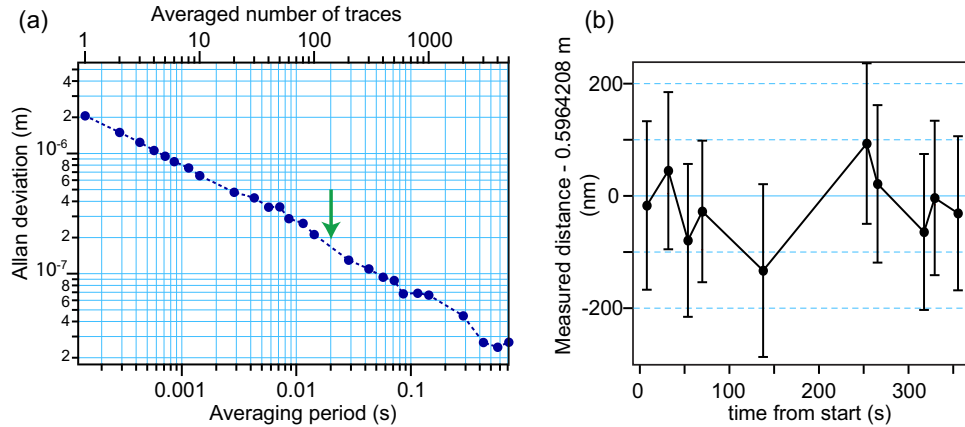 (a)
Averaged number of traces
1 10 100 1000
Allan deviation (m)
4
2
10⁻⁶
8
6
4
2
10⁻⁷
8
6
4
2
0.001 0.01 0.1
Averaging period (s)
(b)
Measured distance - 0.5964208 m
(nm)
200
100
0
-100
-200
0 100 200 300
time from start (s)